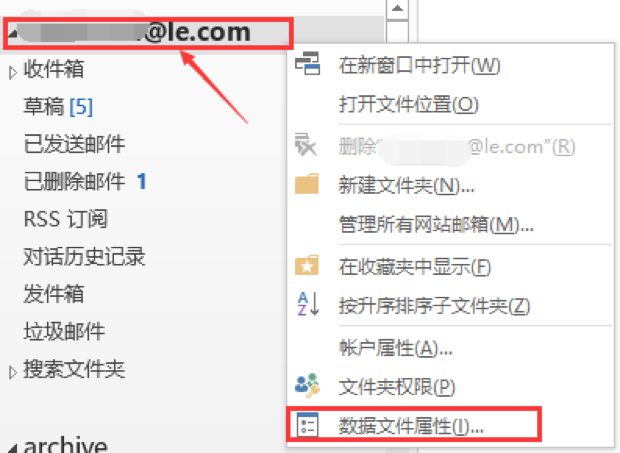 @le.com
收件箱
草稿 [5]
已发送邮件
已删除邮件 1
RSS 订阅
对话历史记录
发件箱
垃圾邮件
搜索文件夹
archive
在新窗口中打开(W)
打开文件位置(O)
删除"@le.com"(R)
新建文件夹(N)...
管理所有网站邮箱(M)...
在收藏夹中显示(F)
按升序排序子文件夹(Z)
帐户属性(A)...
文件夹权限(P)
数据文件属性(I)...